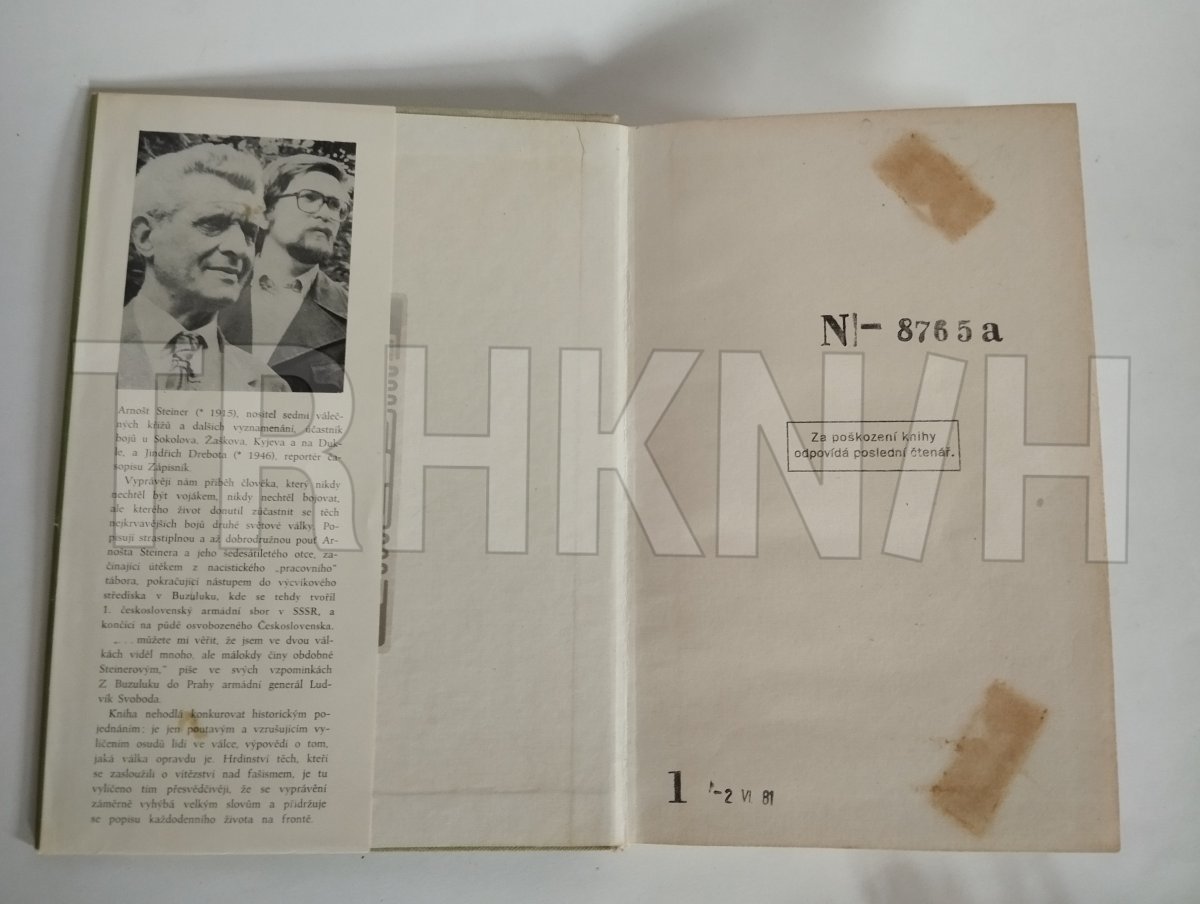 Arnošt Steiner (* 1915), nositel sedmi váleč-
ných křížů a dalších vyznamenání, účastník
bojů u Sokolova, Žaškova, Kyjeva a na Duk-
le, a Jindřich Drebota (* 1946), reportér ča-
sopisu Zápisník.
Vyprávějí nám příběh člověka, který nikdy
nechtěl být vojákem, nikdy nechtěl bojovat,
ale kterého život donutil zúčastnit se těch
nejkrvavějších bojů druhé světové války. Po-
pisují strastiplnou a až dobrodružnou pouť Ar-
nošta Steinera a jeho šedesátiletého otce, za-
čínající útěkem z nacistického „pracovního"
tábora, pokračující nástupem do výcvikového
střediska v Buzuluku, kde se tehdy tvořil
1. československý armádní sbor v SSSR, a
končící na půdě osvobozeného Československa.
„... můžete mi věřit, že jsem ve dvou vál-
kách viděl mnoho, ale málokdy činy obdobné
Steinerovým," píše ve svých vzpomínkách
Z Buzuluku do Prahy armádní generál Lud-
vík Svoboda.
Kniha nehodlá konkurovat historickým po-
jednáním; je jen poutavým a vzrušujícím vy-
líčením osudů lidí ve válce, výpovědí o tom,
jaká válka opravdu je. Hrdinství těch, kteří
se zasloužili o vítězství nad fašismem, je tu
vylíčeno tím přesvědčivěji, že se vyprávění
záměrně vyhýbá velkým slovům a přidržuje
se popisu každodenního života na frontě.
N- 8765a
Za poškození knihy
odpovídá poslední čtenář.
1 -2 VI 81
TRHKNIH